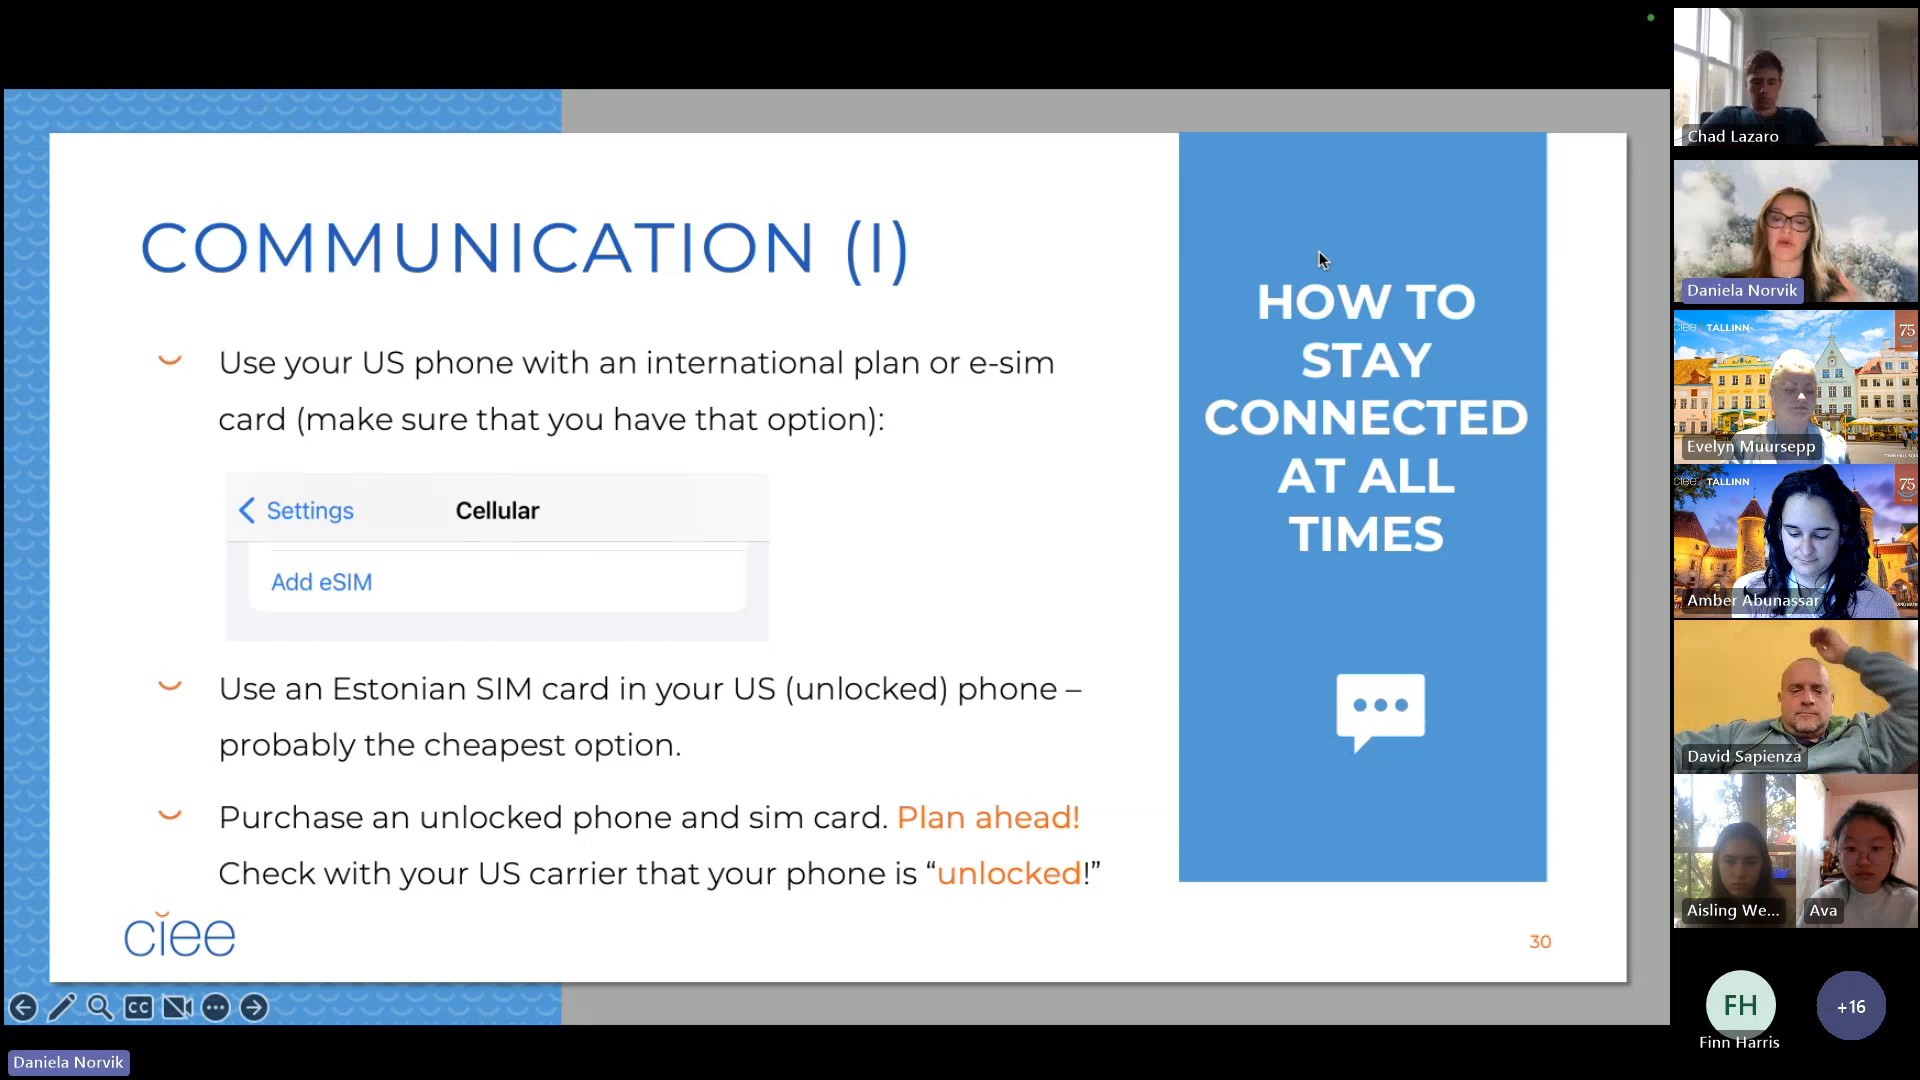 COMMUNICATION (I)
Use your US phone with an international plan or e-sim
card (make sure that you have that option):
Settings
Cellular
Add eSIM
Use an Estonian SIM card in your US (unlocked) phone –
probably the cheapest option.
Purchase an unlocked phone and sim card. Plan ahead!
Check with your US carrier that your phone is “unlocked!”
HOW TO
STAY
CONNECTED
AT ALL
TIMES
ciee
30
CC
Daniela Norvik
Chad Lazaro
Daniela Norvik
ciee TALLINN
75
Evelyn Muursepp
ciee TALLINN
75
Amber Abunassar
David Sapienza
Aisling We...
Ava
FH
Finn Harris
+16